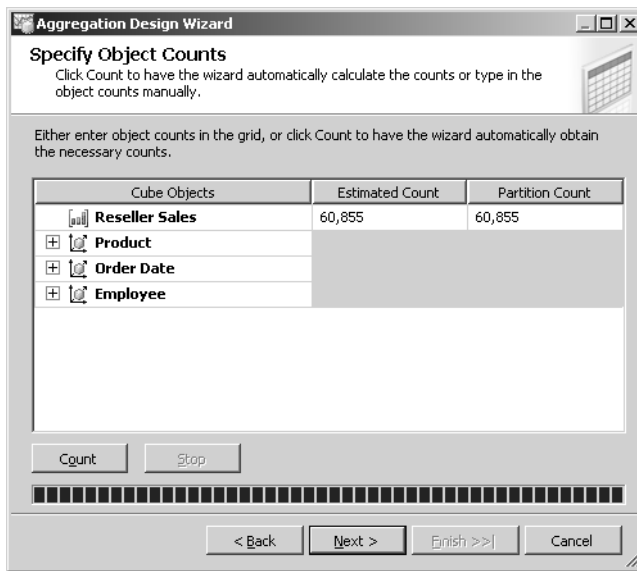 Aggregation Design Wizard
Specify Object Counts
Click Count to have the wizard automatically calculate the counts or type in the
object counts manually.
Either enter object counts in the grid, or click Count to have the wizard automatically obtain
the necessary counts.
Cube Objects Estimated Count Partition Count
Reseller Sales 60,855 60,855
Product
Order Date
Employee
Count Stop
< Back Next > Finish >>| Cancel